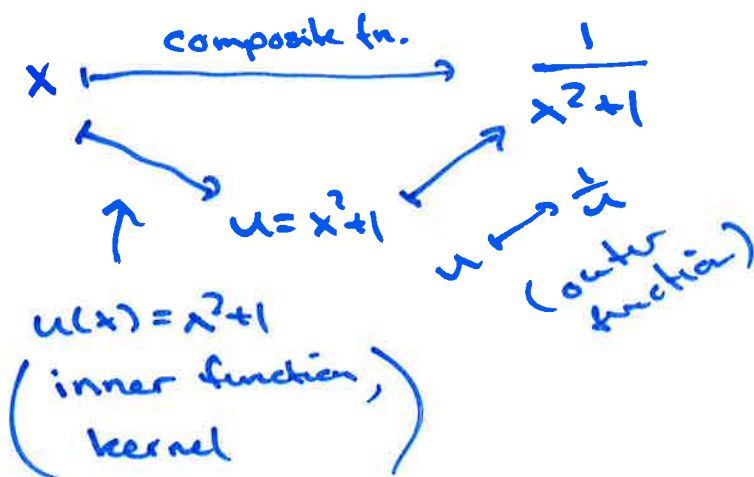 composite fn.
x ↦ 1/(x²+1)
u = x²+1
u ↦ 1/u
(outer
function)
u(x) = x²+1
(inner function,
kernel)